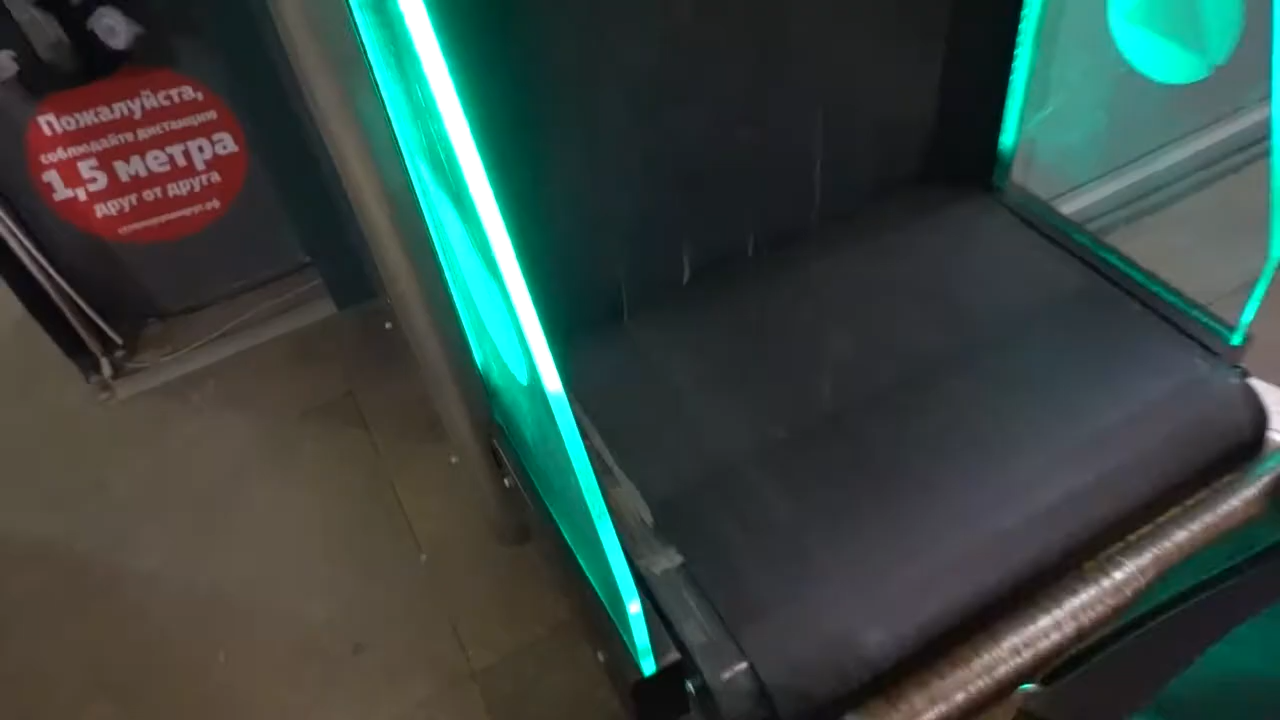 Пожалуйста,
соблюдайте дистанцию
1,5 метра
друг от друга